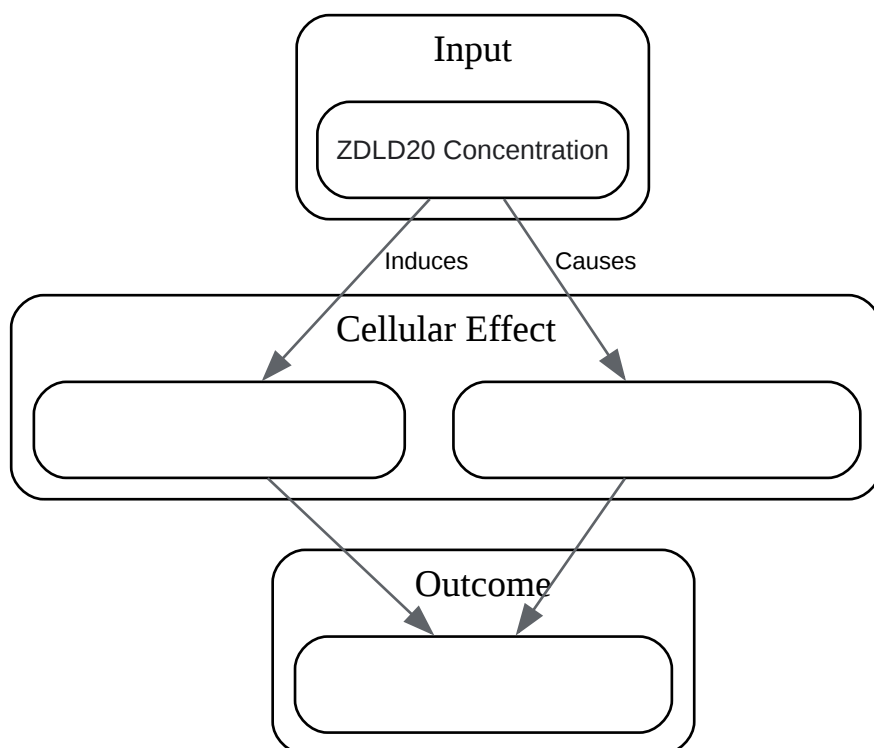 Input
ZDLD20 Concentration
Induces
Causes
Cellular Effect
Outcome